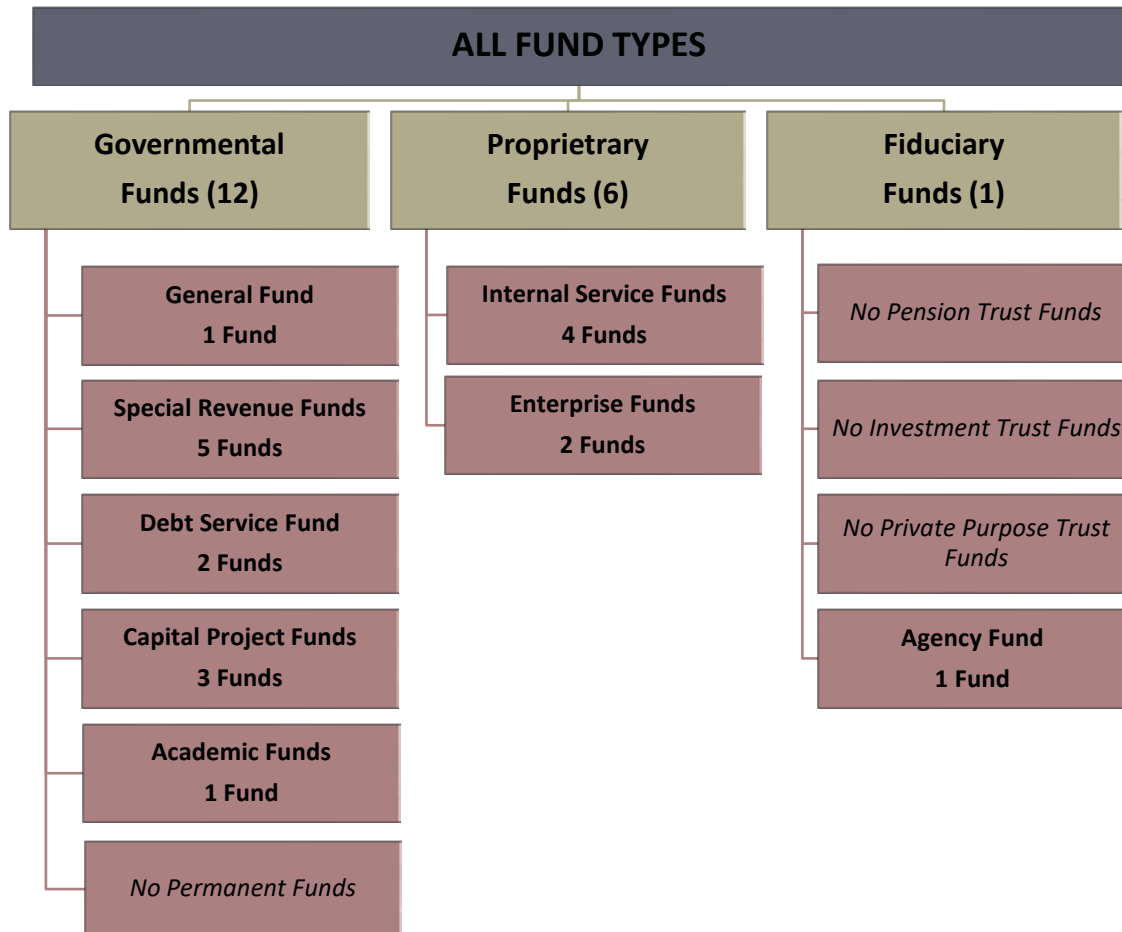 ALL FUND TYPES
Governmental
Funds (12)
General Fund
1 Fund
Special Revenue Funds
5 Funds
Debt Service Fund
2 Funds
Capital Project Funds
3 Funds
Academic Funds
1 Fund
No Permanent Funds
Proprietrary
Funds (6)
Internal Service Funds
4 Funds
Enterprise Funds
2 Funds
Fiduciary
Funds (1)
No Pension Trust Funds
No Investment Trust Funds
No Private Purpose Trust
Funds
Agency Fund
1 Fund